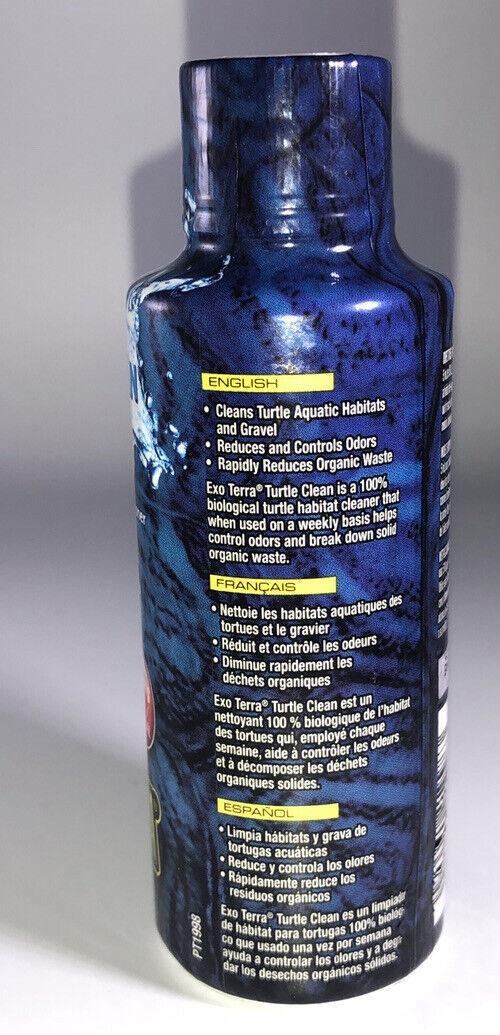 ENGLISH
• Cleans Turtle Aquatic Habitats
and Gravel
• Reduces and Controls Odors
• Rapidly Reduces Organic Waste
Exo Terra® Turtle Clean is a 100%
biological turtle habitat cleaner that
when used on a weekly basis helps
control odors and break down solid
organic waste.
FRANÇAIS
• Nettoie les habitats aquatiques des
tortues et le gravier
• Réduit et contrôle les odeurs
• Diminue rapidement les
déchets organiques
Exo Terra® Turtle Clean est un
nettoyant 100 % biologique de l'habitat
des tortues qui, employé chaque
semaine, aide à contrôler les odeurs
et à décomposer les déchets
organiques solides.
ESPAÑOL
• Limpia hábitats y grava de
tortugas acuáticas
• Reduce y controla los olores
• Rápidamente reduce los
residuos orgánicos
Exo Terra® Turtle Clean es un limpiador
de hábitat para tortugas 100% biológi-
co que usado una vez por semana
ayuda a controlar los olores y a degra-
dar los desechos orgánicos sólidos.
PT1998